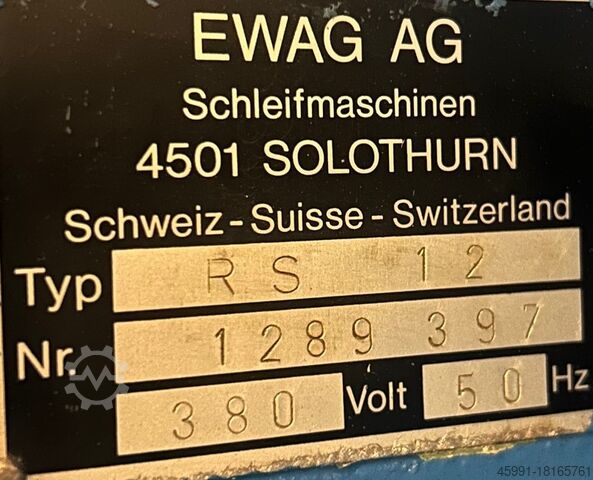 EWAG AG
Schleifmaschinen
4501 SOLOTHURN
Schweiz - Suisse - Switzerland
Typ RS 12
Nr. 1289 397
380 Volt 50 Hz
45991-18165761